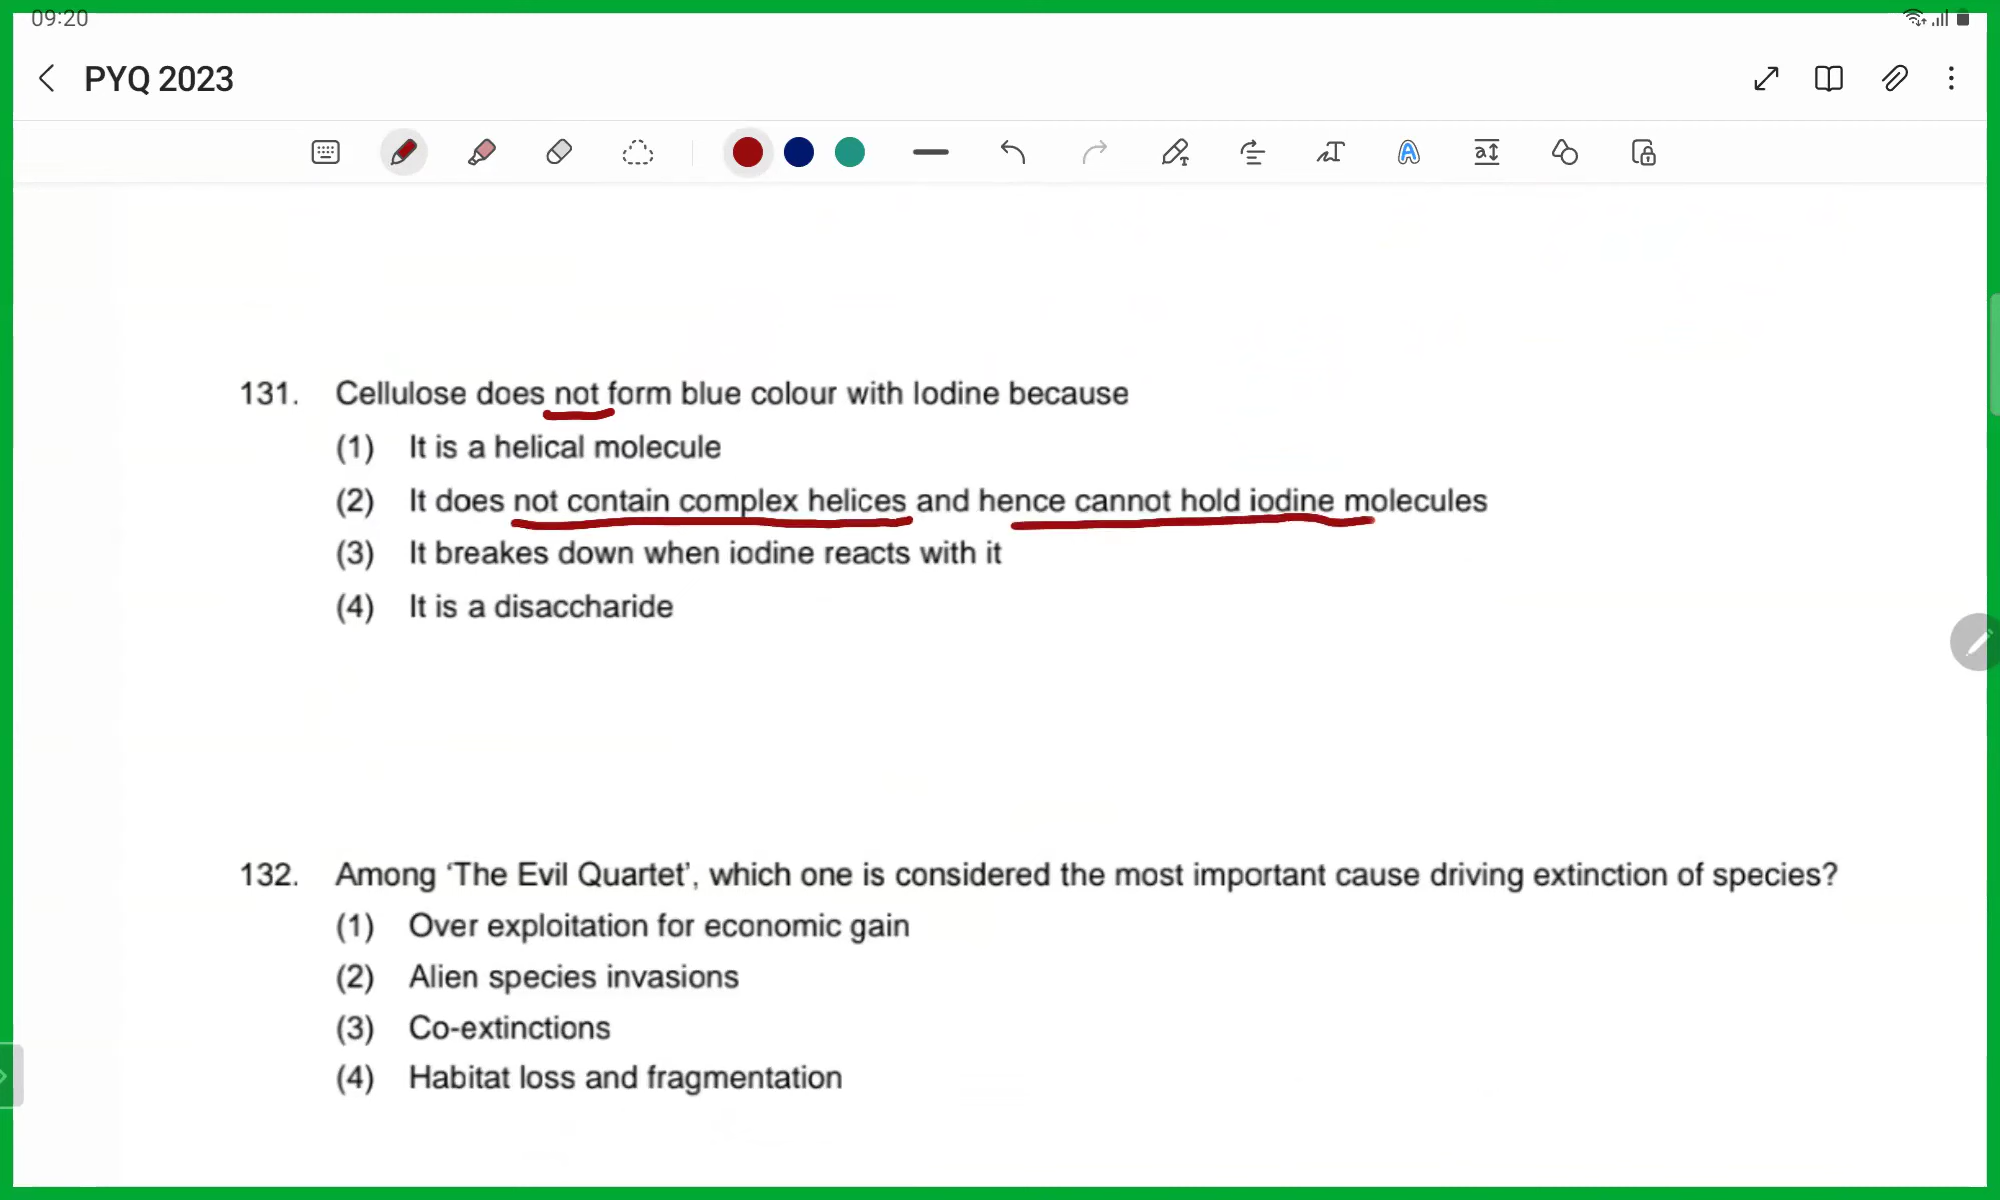 09:20
PYQ 2023
131. Cellulose does not form blue colour with Iodine because
(1) It is a helical molecule
(2) It does not contain complex helices and hence cannot hold iodine molecules
(3) It breakes down when iodine reacts with it
(4) It is a disaccharide
132. Among ‘The Evil Quartet’, which one is considered the most important cause driving extinction of species?
(1) Over exploitation for economic gain
(2) Alien species invasions
(3) Co-extinctions
(4) Habitat loss and fragmentation